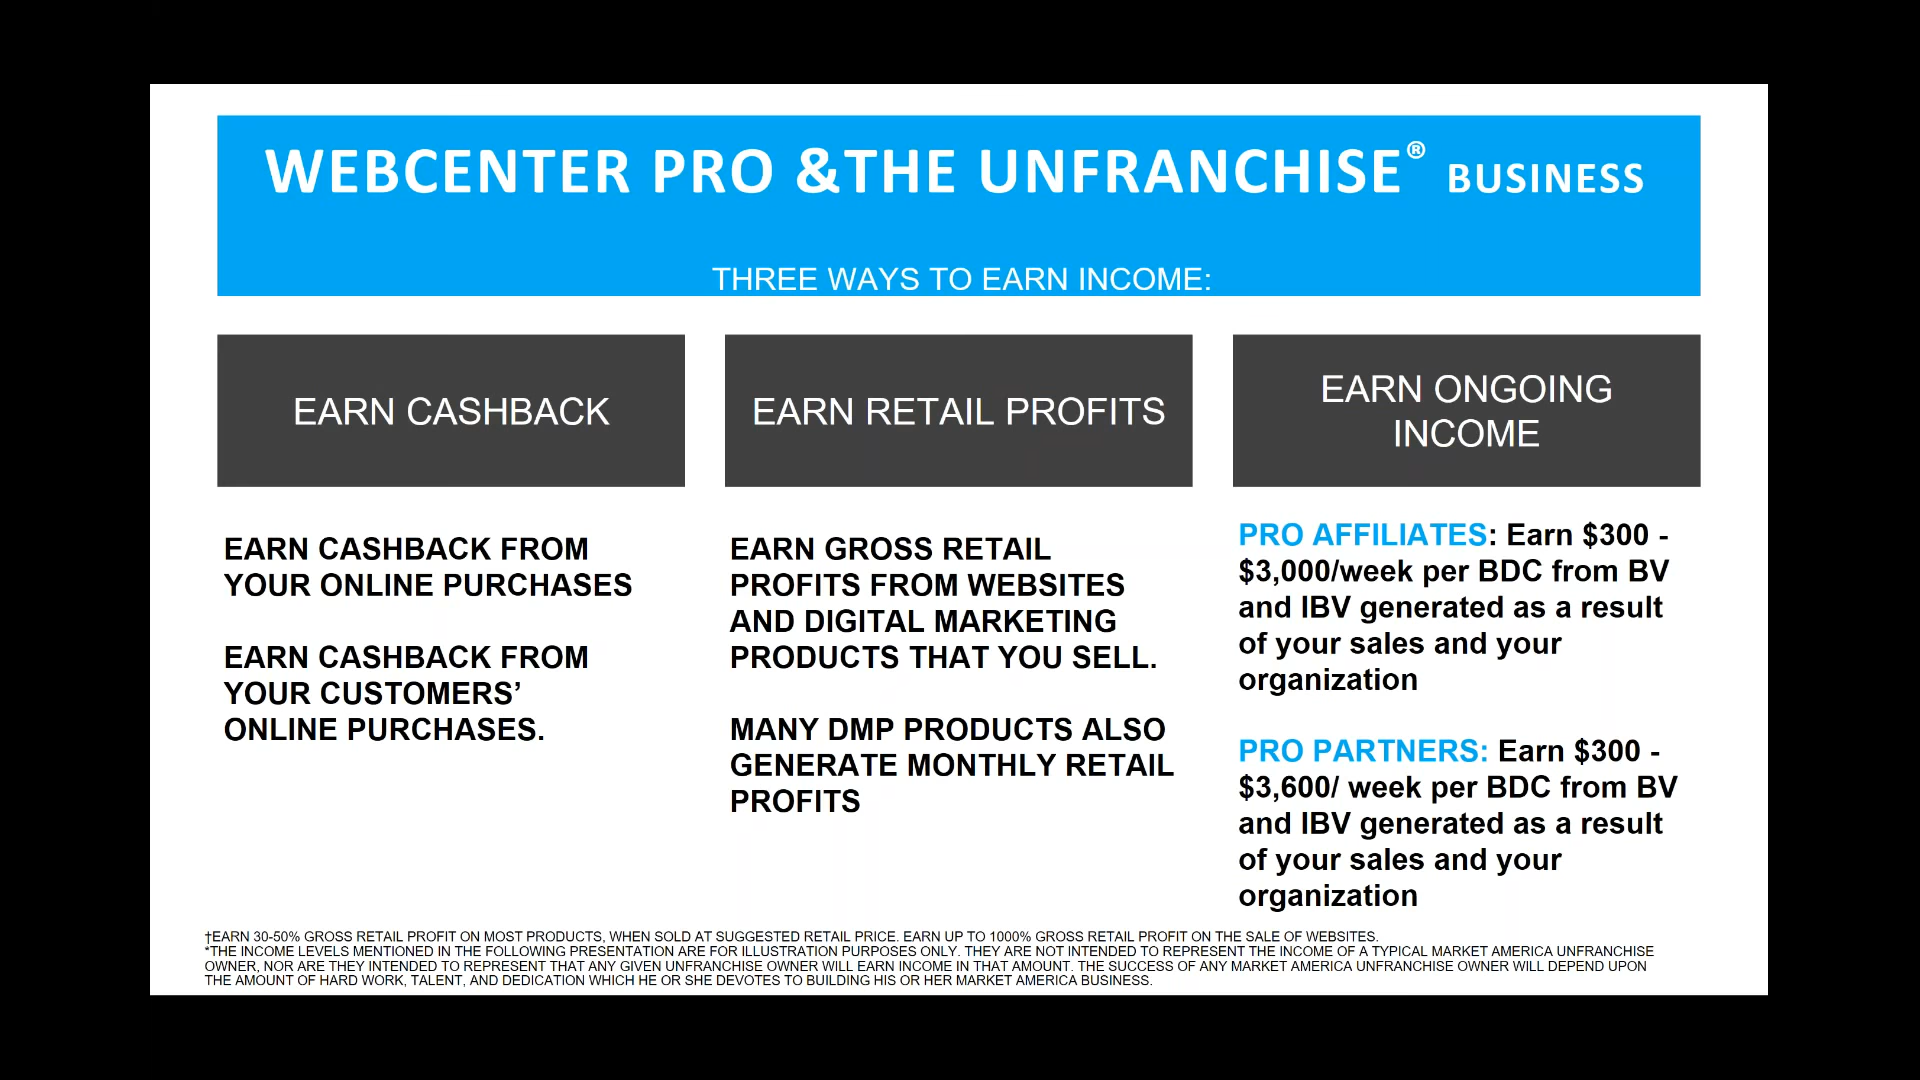 WEBCENTER PRO &THE UNFRANCHISE® BUSINESS
THREE WAYS TO EARN INCOME:
EARN CASHBACK
EARN CASHBACK FROM
YOUR ONLINE PURCHASES
EARN CASHBACK FROM
YOUR CUSTOMERS’
ONLINE PURCHASES.
EARN RETAIL PROFITS
EARN GROSS RETAIL
PROFITS FROM WEBSITES
AND DIGITAL MARKETING
PRODUCTS THAT YOU SELL.
MANY DMP PRODUCTS ALSO
GENERATE MONTHLY RETAIL
PROFITS
EARN ONGOING
INCOME
PRO AFFILIATES: Earn $300 -
$3,000/week per BDC from BV
and IBV generated as a result
of your sales and your
organization
PRO PARTNERS: Earn $300 -
$3,600/ week per BDC from BV
and IBV generated as a result
of your sales and your
organization
†EARN 30-50% GROSS RETAIL PROFIT ON MOST PRODUCTS, WHEN SOLD AT SUGGESTED RETAIL PRICE. EARN UP TO 1000% GROSS RETAIL PROFIT ON THE SALE OF WEBSITES.
*THE INCOME LEVELS MENTIONED IN THE FOLLOWING PRESENTATION ARE FOR ILLUSTRATION PURPOSES ONLY. THEY ARE NOT INTENDED TO REPRESENT THE INCOME OF A TYPICAL MARKET AMERICA UNFRANCHISE
OWNER, NOR ARE THEY INTENDED TO REPRESENT THAT ANY GIVEN UNFRANCHISE OWNER WILL EARN INCOME IN THAT AMOUNT. THE SUCCESS OF ANY MARKET AMERICA UNFRANCHISE OWNER WILL DEPEND UPON
THE AMOUNT OF HARD WORK, TALENT, AND DEDICATION WHICH HE OR SHE DEVOTES TO BUILDING HIS OR HER MARKET AMERICA BUSINESS.